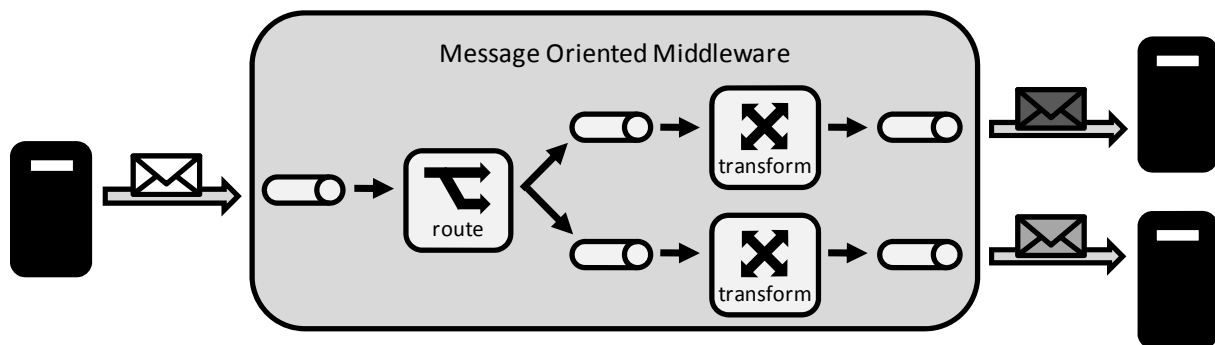 Message Oriented Middleware
transform
route
transform